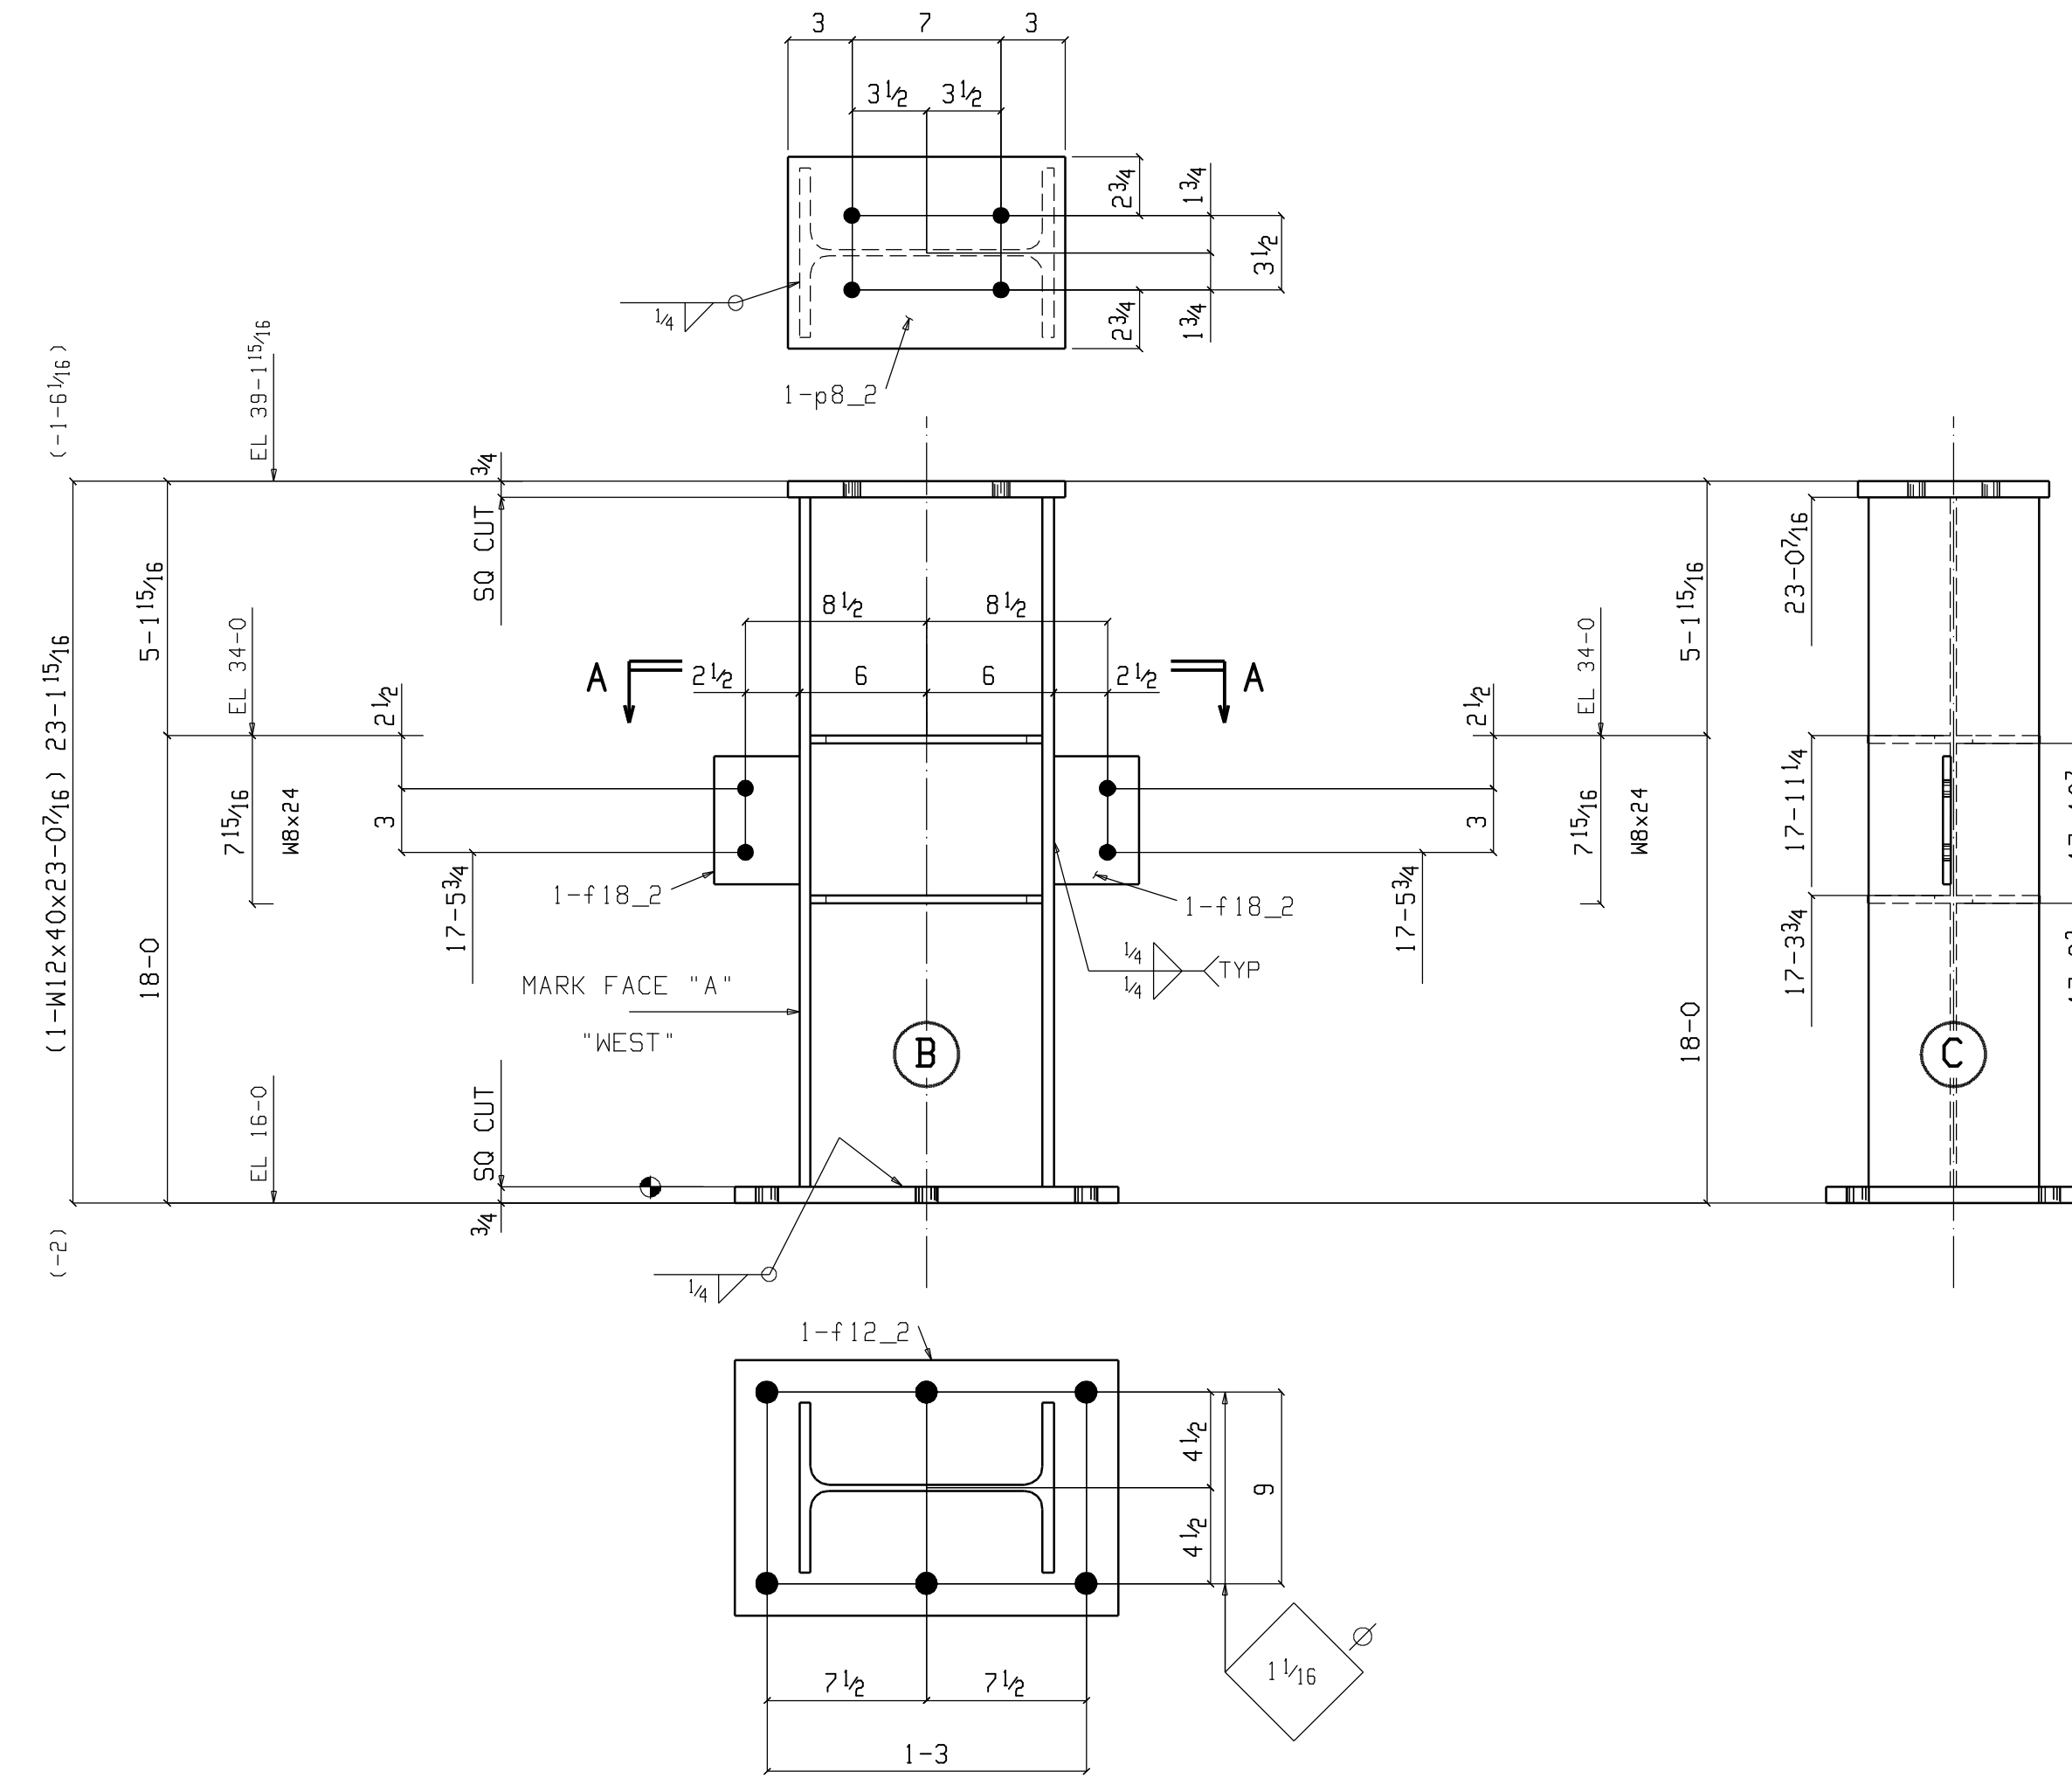 3 7 3
3 1/2 3 1/2
2 3/4
1 3/4
3 1/2
2 3/4
1 3/4
1/4
1-p8_2
(-1-6 1/16)
EL 39-1 15/16
3/4
SQ CUT
23-0 7/16
5-1 15/16
5-1 15/16
8 1/2 8 1/2
EL 34-0
EL 34-0
A
A
2 1/2 6 6 2 1/2
2 1/2
2 1/2
(1-W12x40x23-0 7/16) 23-1 15/16
7 15/16
W8x24
3
3
7 15/16
W8x24
17-11 1/4
1-f18_2
1-f18_2
17-5 3/4
17-5 3/4
17-3 3/4
18-0
18-0
1/4
1/4
TYP
MARK FACE "A"
"WEST"
B
C
EL 16-0
SQ CUT
3/4
(-2)
1/4
1-f12_2
4 1/2
4 1/2
9
1 1/16
7 1/2 7 1/2
1-3